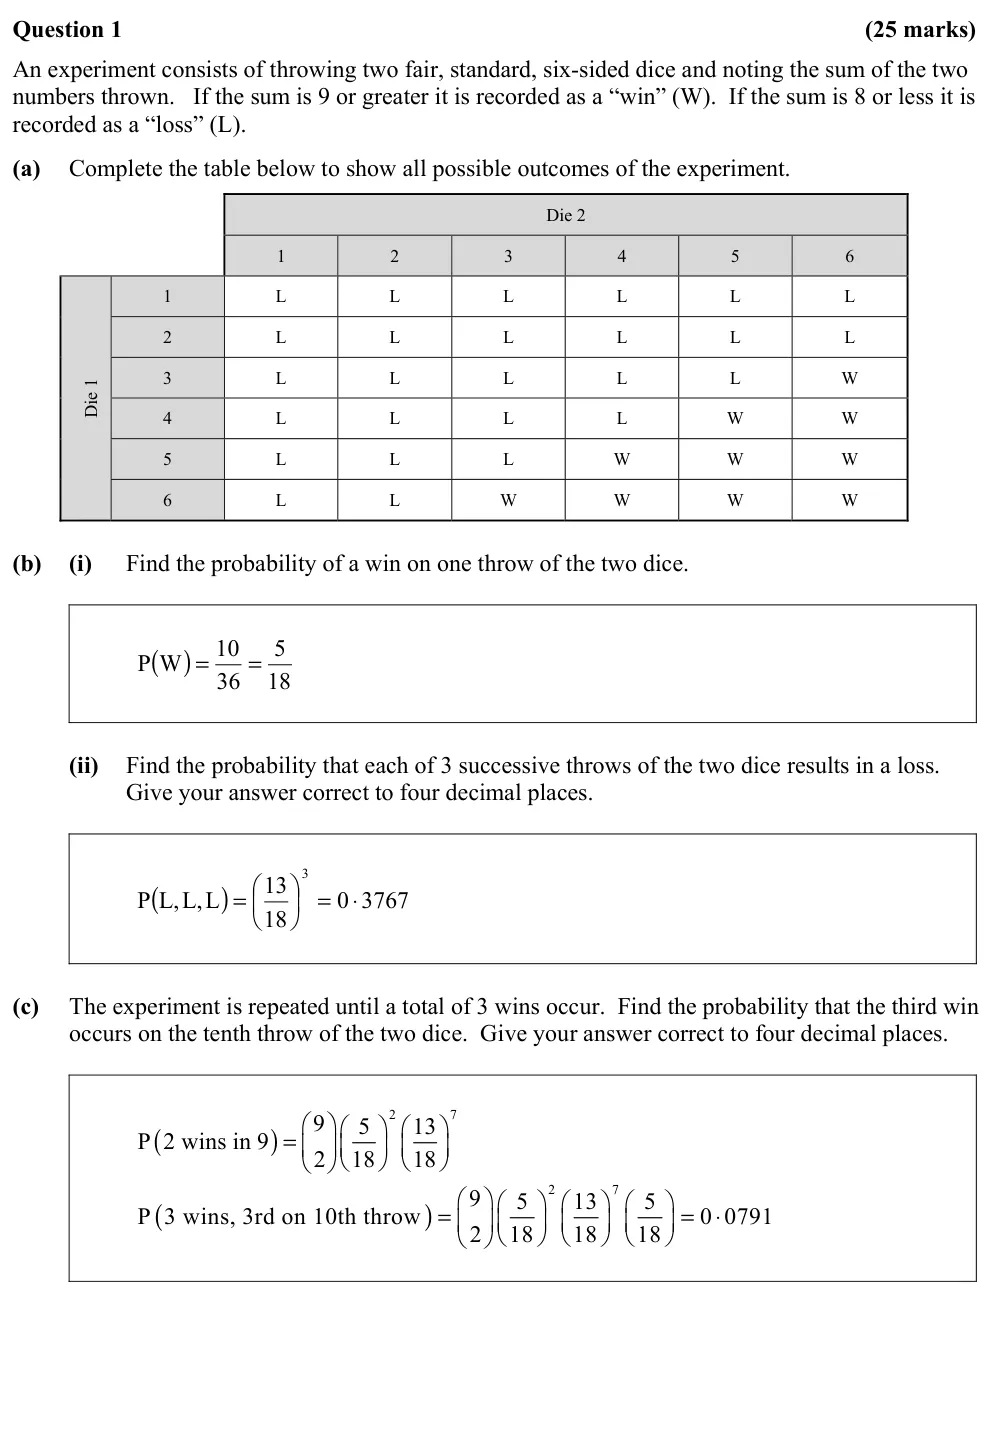 Question 1 (25 marks)
An experiment consists of throwing two fair, standard, six-sided dice and noting the sum of the two
numbers thrown. If the sum is 9 or greater it is recorded as a “win” (W). If the sum is 8 or less it is
recorded as a “loss” (L).
(a) Complete the table below to show all possible outcomes of the experiment.
Die 2
1 2 3 4 5 6
Die 1
1 L L L L L L
2 L L L L L L
3 L L L L L W
4 L L L L W W
5 L L L W W W
6 L L W W W W
(b) (i) Find the probability of a win on one throw of the two dice.
P(W) = 10/36 = 5/18
(ii) Find the probability that each of 3 successive throws of the two dice results in a loss.
Give your answer correct to four decimal places.
P(L, L, L) = (13/18)³ = 0·3767
(c) The experiment is repeated until a total of 3 wins occur. Find the probability that the third win
occurs on the tenth throw of the two dice. Give your answer correct to four decimal places.
P(2 wins in 9) = (9 2)(5/18)²(13/18)⁷
P(3 wins, 3rd on 10th throw) = (9 2)(5/18)²(13/18)⁷(5/18) = 0·0791